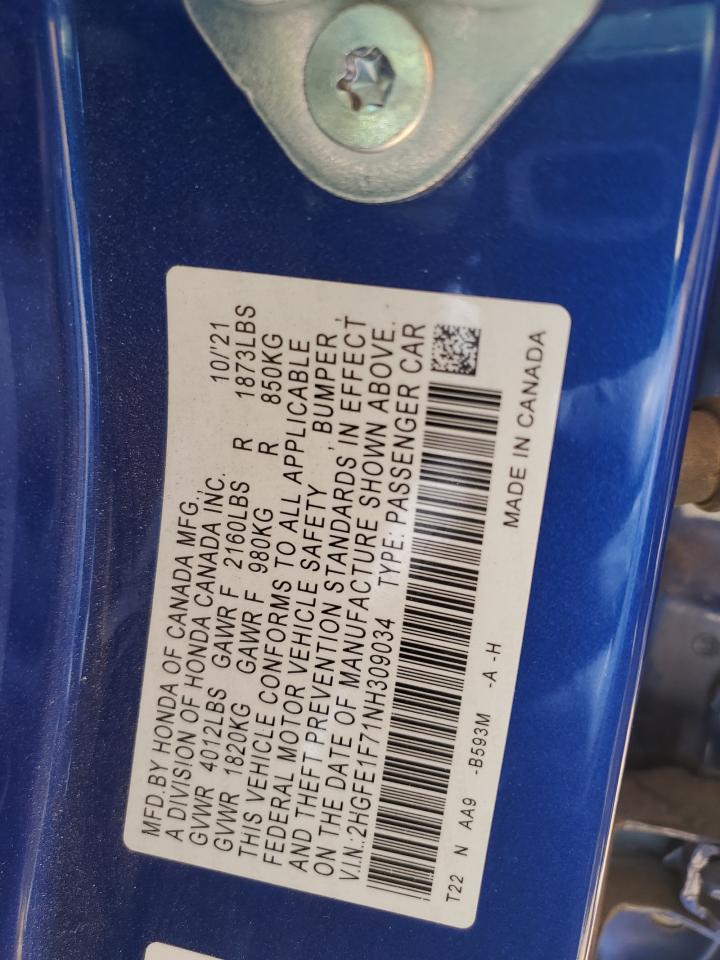 MFD.BY HONDA OF CANADA MFG., 10/'21
A DIVISION OF HONDA CANADA INC.
GVWR 4012LBS GAWR F 2160LBS R 1873LBS
GVWR 1820KG GAWR F 980KG R 850KG
THIS VEHICLE CONFORMS TO ALL APPLICABLE
FEDERAL MOTOR VEHICLE SAFETY , BUMPER ,
AND THEFT PREVENTION STANDARDS IN EFFECT
ON THE DATE OF MANUFACTURE SHOWN ABOVE.
V.I.N.:2HGFE1F71NH309034 TYPE: PASSENGER CAR
T22 N AA9 -B593M -A -H MADE IN CANADA